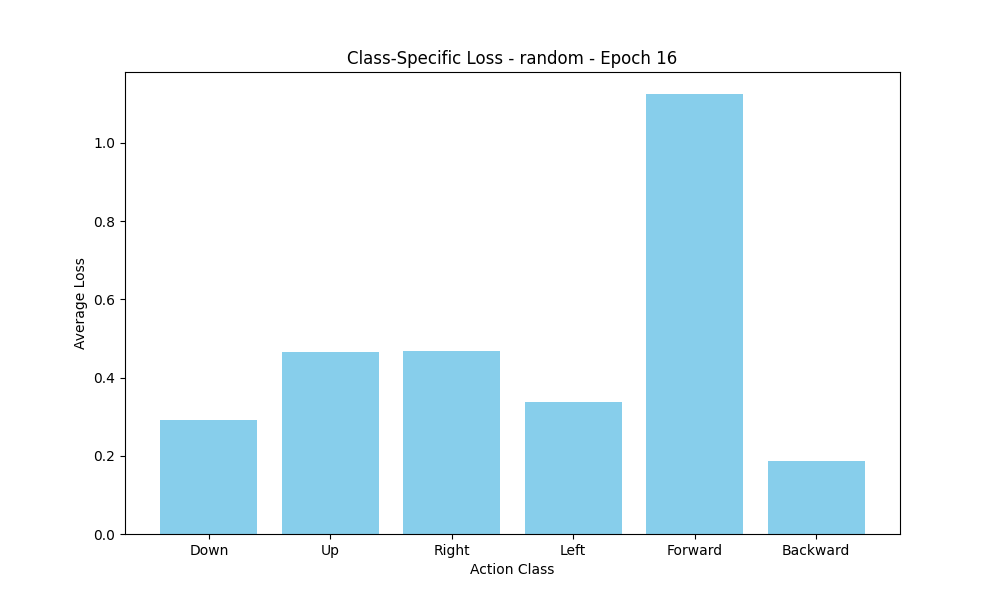 Class-Specific Loss - random - Epoch 16
Average Loss
1.0
0.8
0.6
0.4
0.2
0.0
Down Up Right Left Forward Backward
Action Class